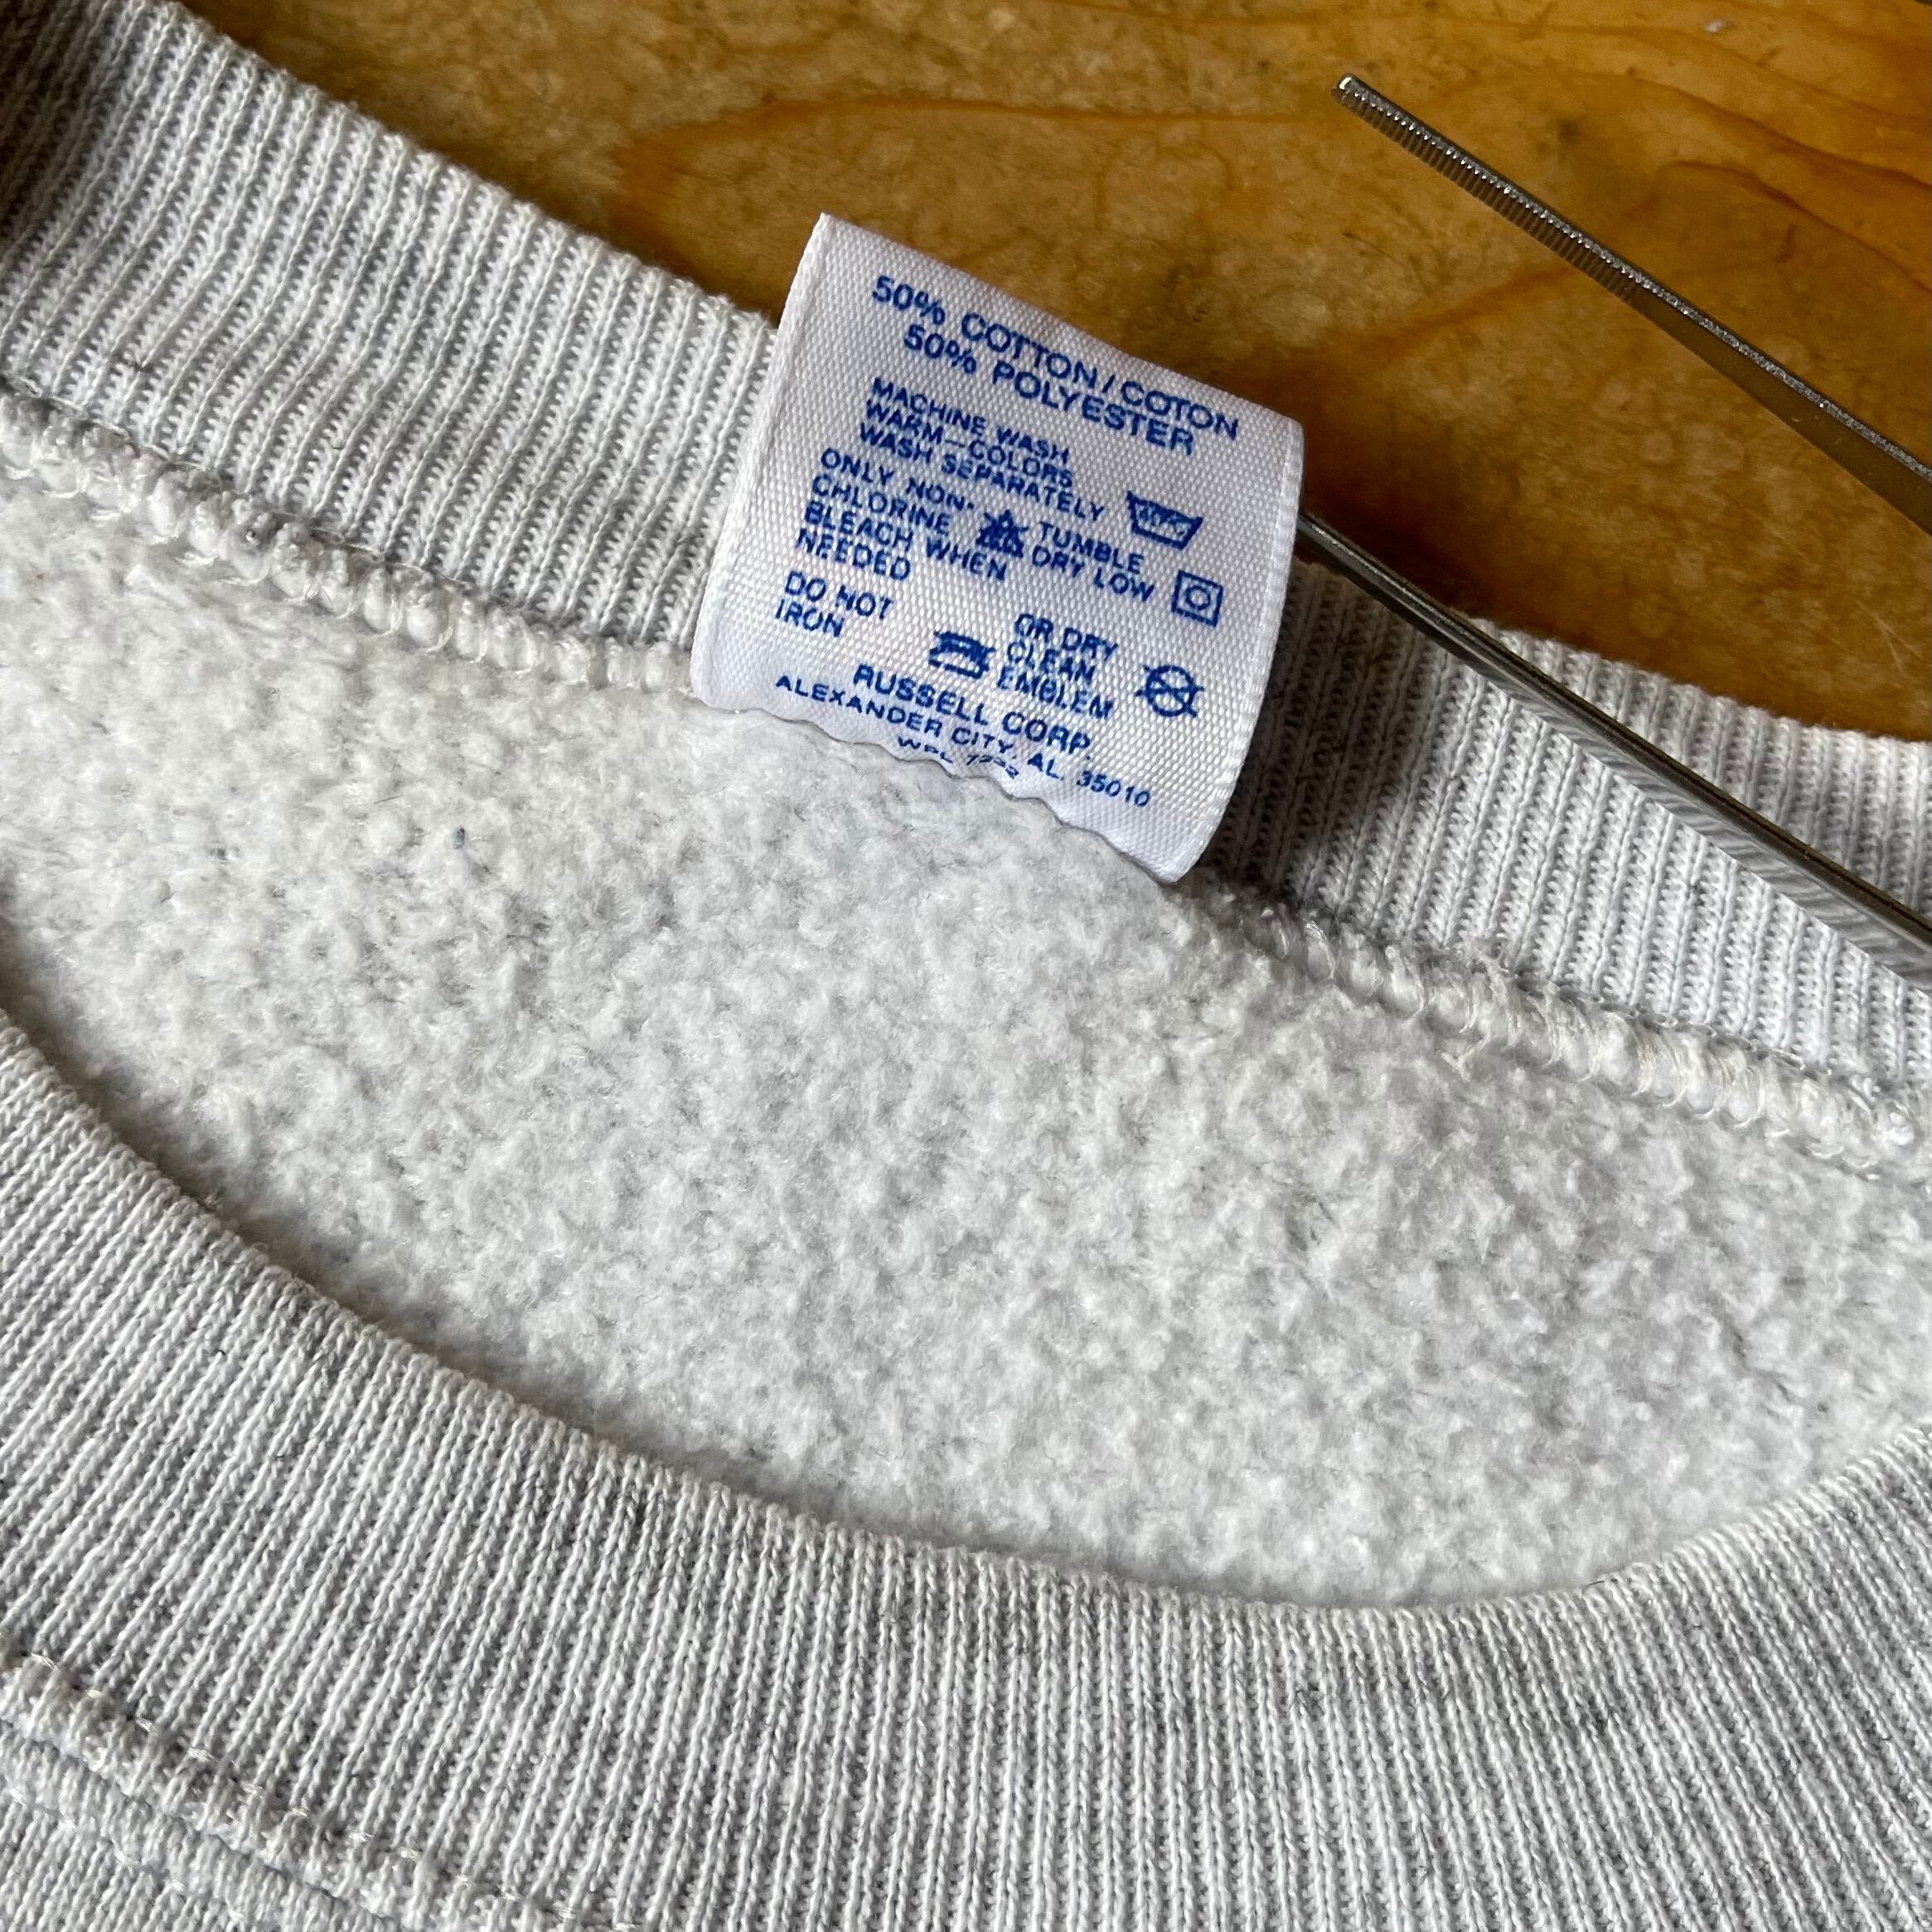 50% COTTON/COTON
50% POLYESTER
MACHINE WASH
WARM—COLORS
WASH SEPARATELY
ONLY NON-
CHLORINE
BLEACH WHEN
NEEDED
TUMBLE
DRY LOW
DO NOT
IRON
OR DRY
CLEAN
EMBLEM
RUSSELL CORP.
ALEXANDER CITY, AL 35010
WPL